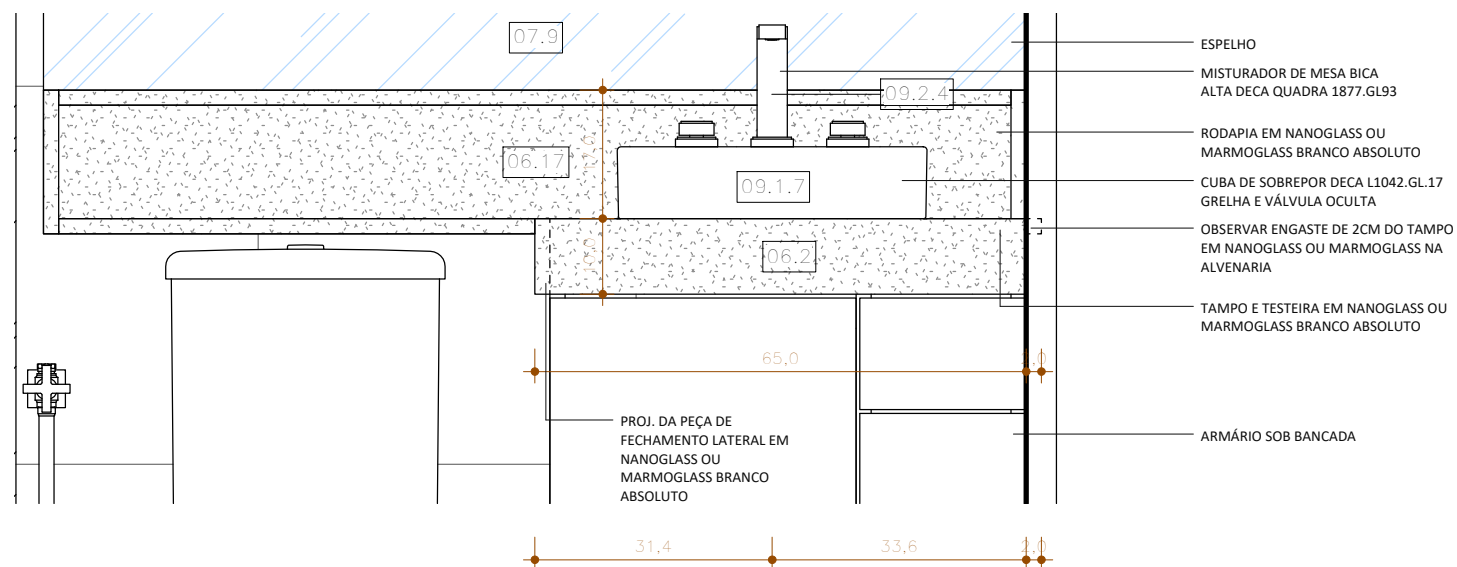 07.9
ESPELHO
MISTURADOR DE MESA BICA
ALTA DECA QUADRA 1877.GL93
09.2.4
RODAPIA EM NANOGLASS OU
MARMOGLASS BRANCO ABSOLUTO
06.17
09.1.7
CUBA DE SOBREPOR DECA L1042.GL.17
GRELHA E VÁLVULA OCULTA
OBSERVAR ENGASTE DE 2CM DO TAMPO
EM NANOGLASS OU MARMOGLASS NA
ALVENARIA
06.2
10,0
TAMPO E TESTEIRA EM NANOGLASS OU
MARMOGLASS BRANCO ABSOLUTO
65,0
2,0
PROJ. DA PEÇA DE
FECHAMENTO LATERAL EM
NANOGLASS OU
MARMOGLASS BRANCO
ABSOLUTO
ARMÁRIO SOB BANCADA
31,4
33,6
2,0